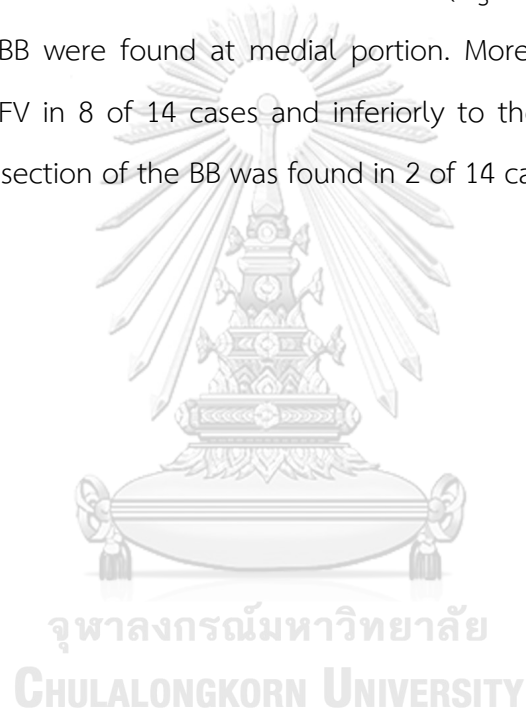 BB were found at medial portion. More
FV in 8 of 14 cases and inferiorly to the
section of the BB was found in 2 of 14 ca
จุฬาลงกรณ์มหาวิทยาลัย
CHULALONGKORN UNIVERSITY